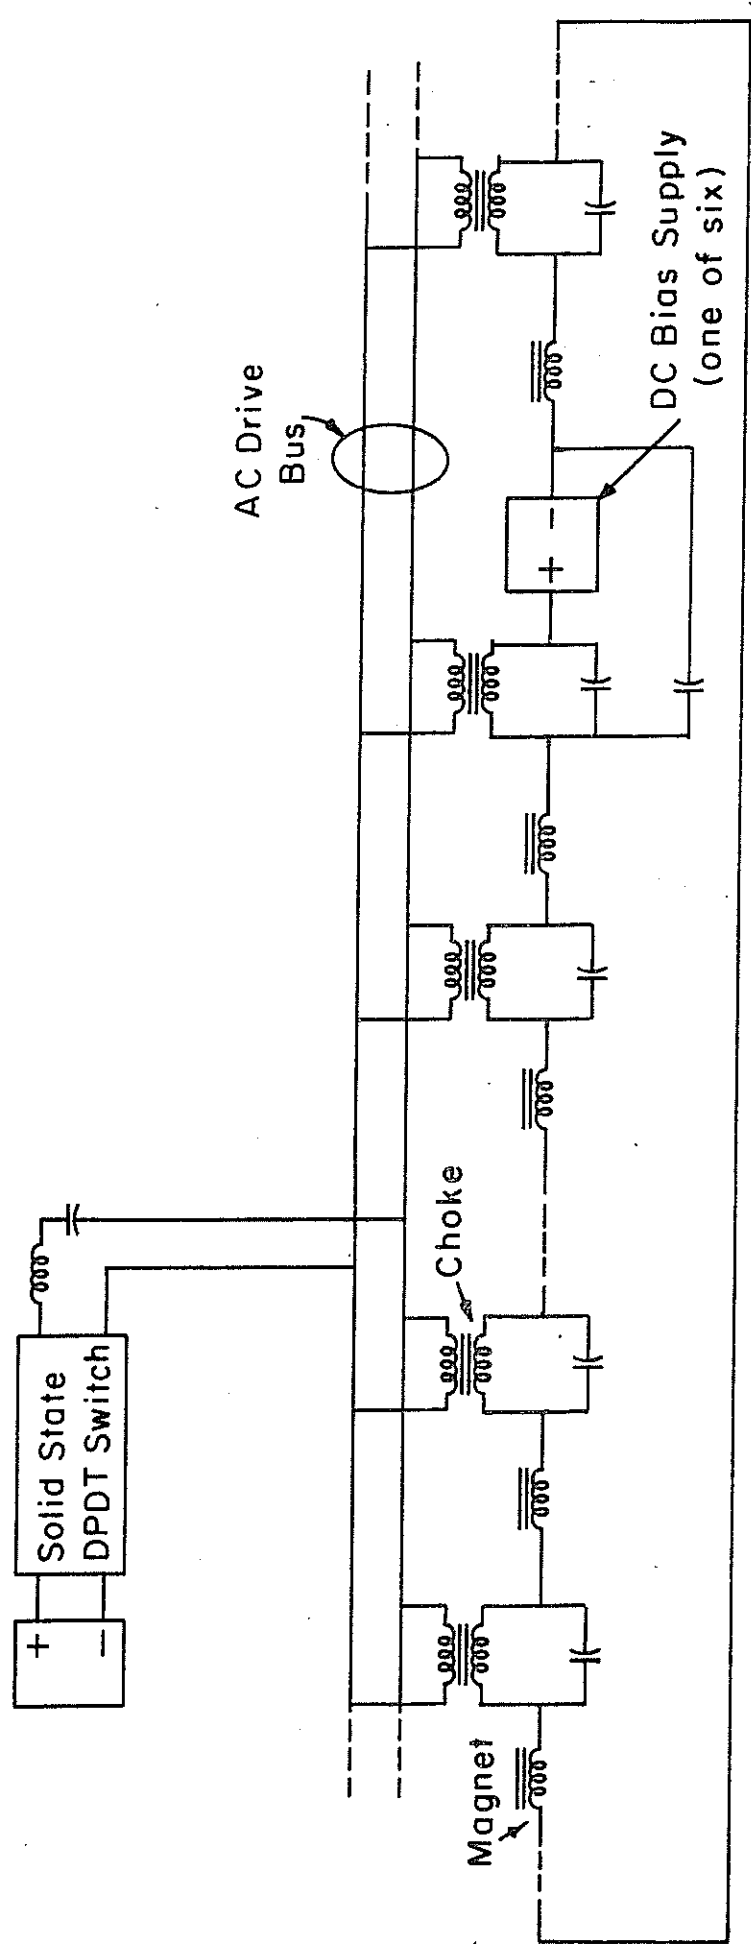 +
−
Solid State
DPDT Switch
AC Drive
Bus
Choke
Magnet
+ −
DC Bias Supply
(one of six)